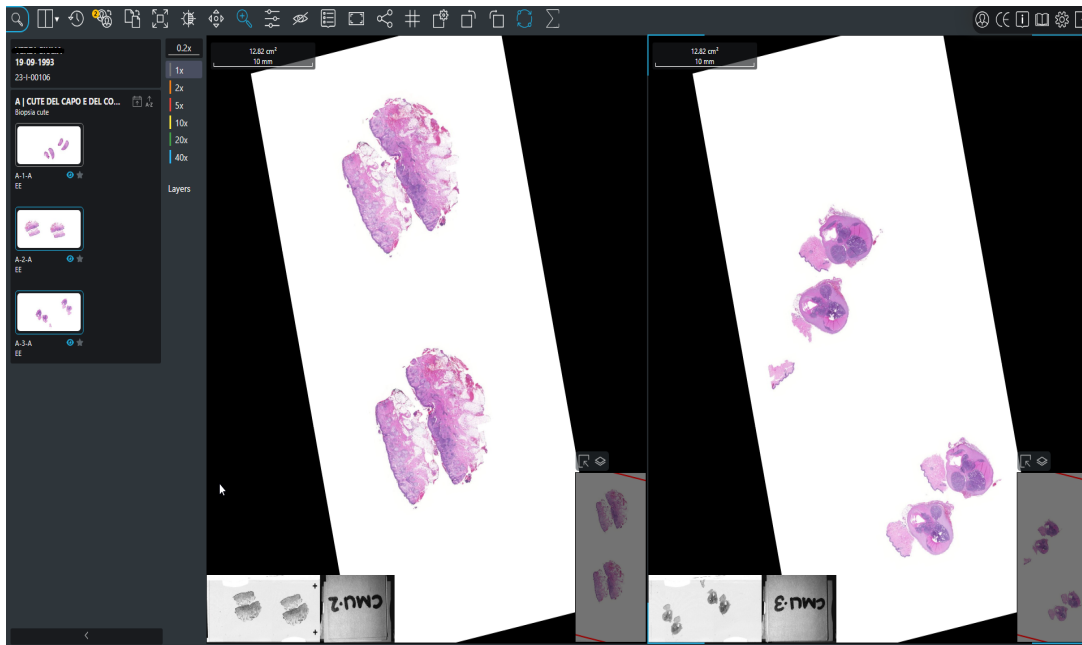 2
CE
19-09-1993
23-I-00106
A | CUTE DEL CAPO E DEL CO...
Biopsia cute
A-Z
A-1-A
EE
A-2-A
EE
A-3-A
EE
0.2x
1x
2x
5x
10x
20x
40x
Layers
12.82 cm²
10 mm
CMU-2
12.82 cm²
10 mm
CMU-3